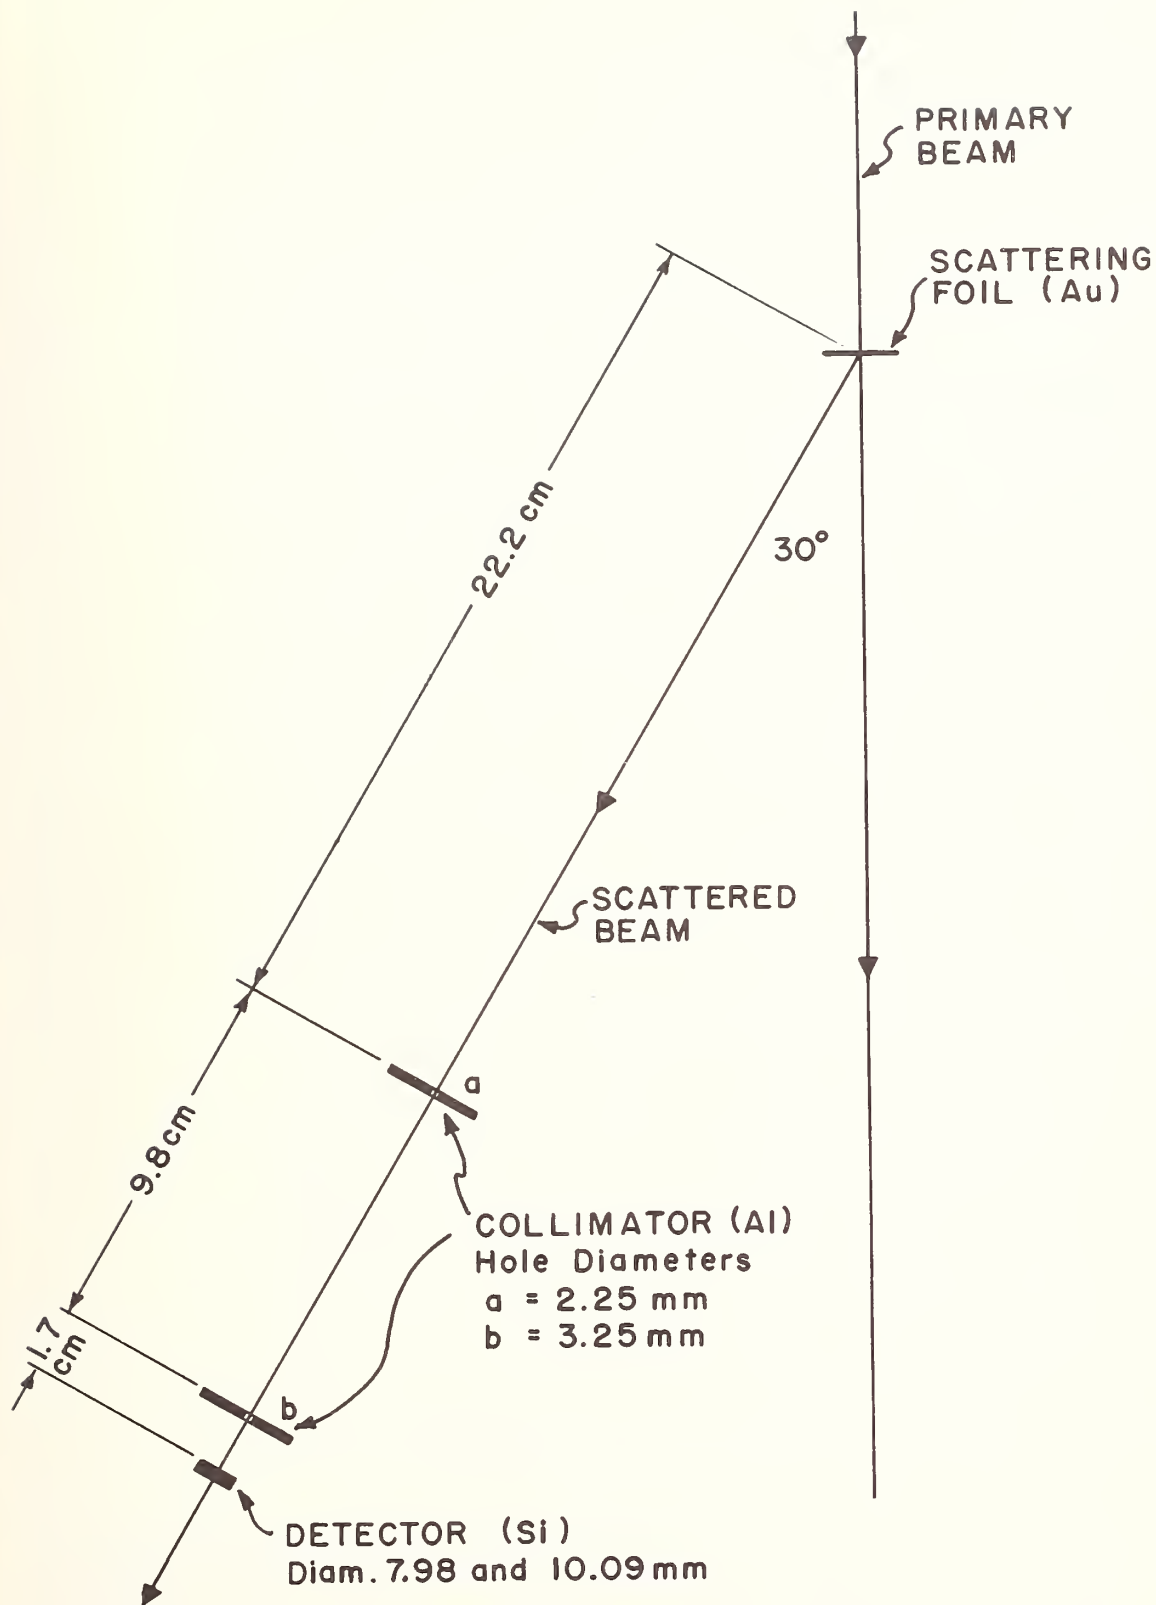 PRIMARY
BEAM
SCATTERING
FOIL (Au)
22.2 cm
30°
SCATTERED
BEAM
a
9.8cm
COLLIMATOR (Al)
Hole Diameters
a = 2.25 mm
b = 3.25 mm
1.7
cm
b
DETECTOR (Si)
Diam. 7.98 and 10.09 mm